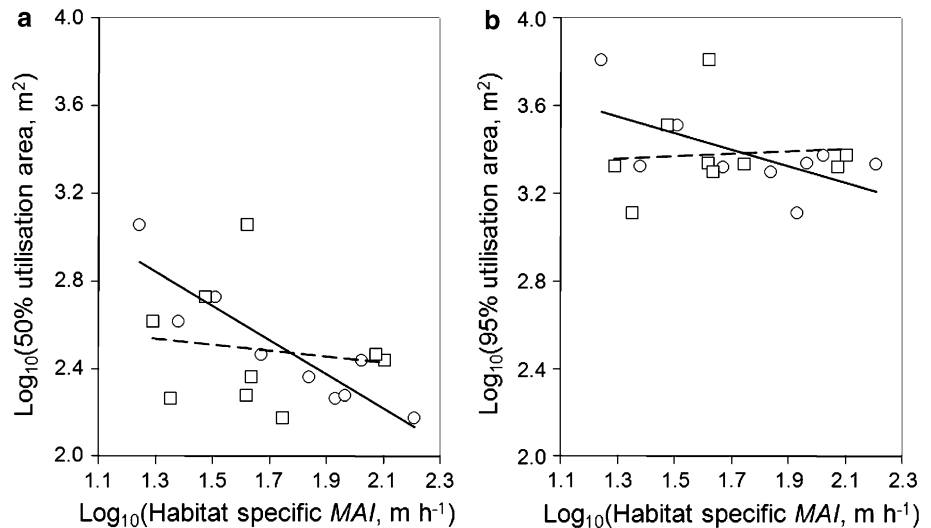 a
b
4.0
3.6
3.2
2.8
2.4
2.0
1.1 1.3 1.5 1.7 1.9 2.1 2.3
Log₁₀(50% utilisation area, m²)
Log₁₀(Habitat specific MAI, m h⁻¹)
4.0
3.6
3.2
2.8
2.4
2.0
1.1 1.3 1.5 1.7 1.9 2.1 2.3
Log₁₀(95% utilisation area, m²)
Log₁₀(Habitat specific MAI, m h⁻¹)